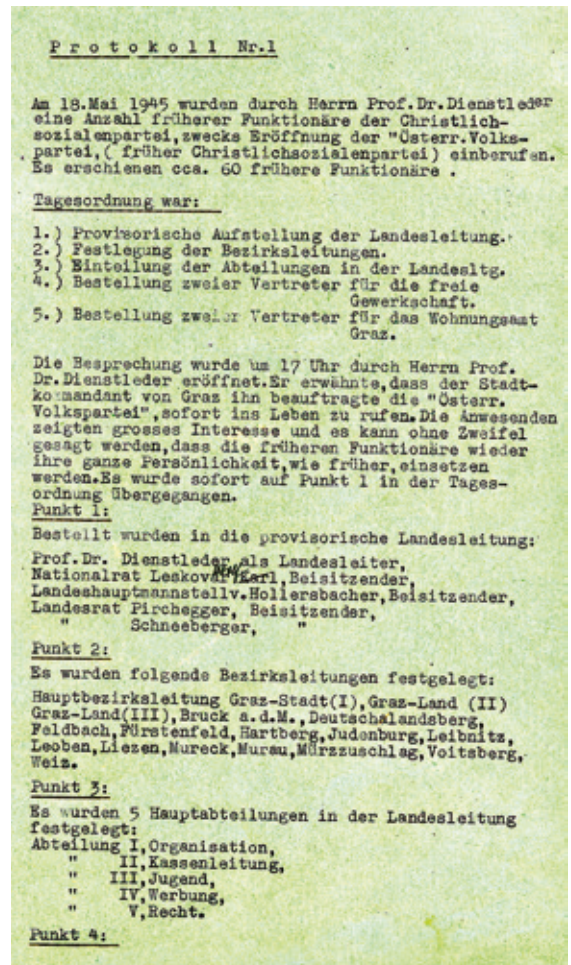 P r o t o k o l l  Nr.1
Am 18.Mai 1945 wurden durch Herrn Prof.Dr.Dienstleder
eine Anzahl früherer Funktionäre der Christlich-
sozialenpartei,zwecks Eröffnung der "Österr.Volks-
partei,( früher Christlichsozialenpartei) einberufen.
Es erschienen cca. 60 frühere Funktionäre .
Tagesordnung war:
1.) Provisorische Aufstellung der Landesleitung.
2.) Festlegung der Bezirksleitungen.
3.) Einteilung der Abteilungen in der Landesltg.
4.) Bestellung zweier Vertreter für die freie
Gewerkschaft.
5.) Bestellung zweier Vertreter für das Wohnungsamt
Graz.
Die Besprechung wurde um 17 Uhr durch Herrn Prof.
Dr.Dienstleder eröffnet.Er erwähnte,dass der Stadt-
kommandant von Graz ihn beauftragte die "Österr.
Volkspartei",sofort ins Leben zu rufen.Die Anwesenden
zeigten grosses Interesse und es kann ohne Zweifel
gesagt werden,dass die früheren Funktionäre wieder
ihre ganze Persönlichkeit,wie früher,einsetzen
werden.Es wurde sofort auf Punkt 1 in der Tages-
ordnung übergegangen.
Punkt 1:
Bestellt wurden in die provisorische Landesleitung:
Prof.Dr. Dienstleder als Landesleiter,
Nationalrat Leskovar Karl,Beisitzender,
Landeshauptmannstellv.Hollersbacher,Beisitzender,
Landesrat Pirchegger, Beisitzender,
" Schneeberger, "
Punkt 2:
Es wurden folgende Bezirksleitungen festgelegt:
Hauptbezirksleitung Graz-Stadt(I),Graz-Land (II)
Graz-Land(III),Bruck a.d.M.,Deutschalandsberg,
Feldbach,Fürstenfeld,Hartberg,Judenburg,Leibnitz,
Leoben,Liezen,Mureck,Murau,Mürzzuschlag,Voitsberg,
Weiz.
Punkt 3:
Es wurden 5 Hauptabteilungen in der Landesleitung
festgelegt:
Abteilung I,Organisation,
" II,Kassenleitung,
" III,Jugend,
" IV,Werbung,
" V,Recht.
Punkt 4: